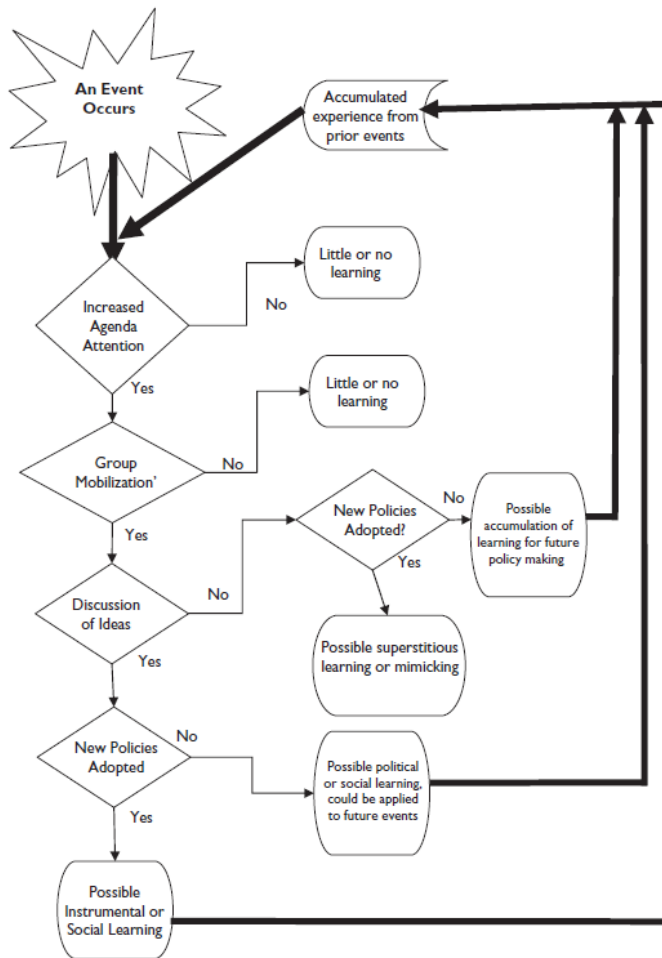 An Event
Occurs
Accumulated
experience from
prior events
Little or no
learning
Increased
Agenda
Attention
No
Yes
Little or no
learning
Group
Mobilization'
No
Yes
New Policies
Adopted?
No
Possible
accumulation of
learning for future
policy making
Yes
Discussion
of Ideas
No
Yes
Possible superstitious
learning or mimicking
New Policies
Adopted
No
Yes
Possible political
or social learning,
could be applied
to future events
Possible
Instrumental or
Social Learning